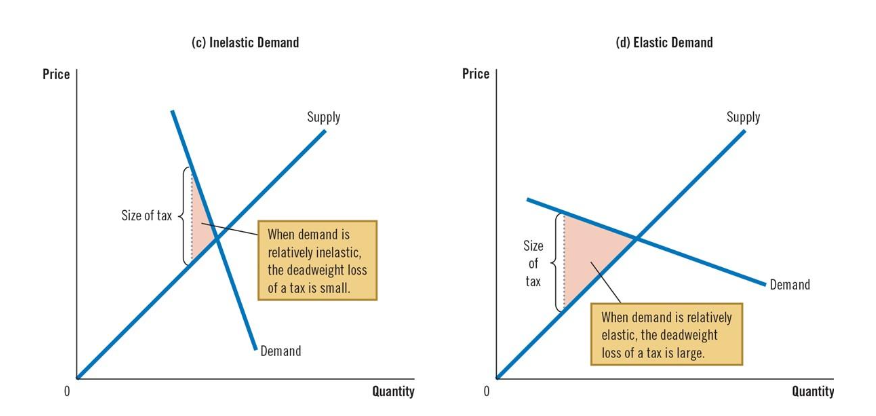 (c) Inelastic Demand
Price
Supply
Size of tax
When demand is
relatively inelastic,
the deadweight loss
of a tax is small.
Demand
0
Quantity
(d) Elastic Demand
Price
Supply
Size
of
tax
Demand
When demand is relatively
elastic, the deadweight
loss of a tax is large.
0
Quantity